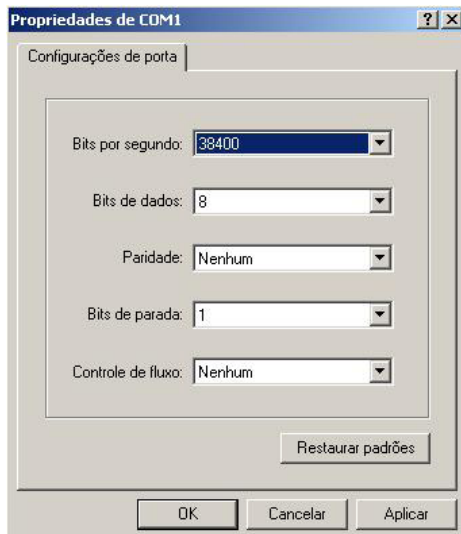 Propriedades de COM1
Configurações de porta
Bits por segundo: 38400
Bits de dados: 8
Paridade: Nenhum
Bits de parada: 1
Controle de fluxo: Nenhum
Restaurar padrões
OK Cancelar Aplicar